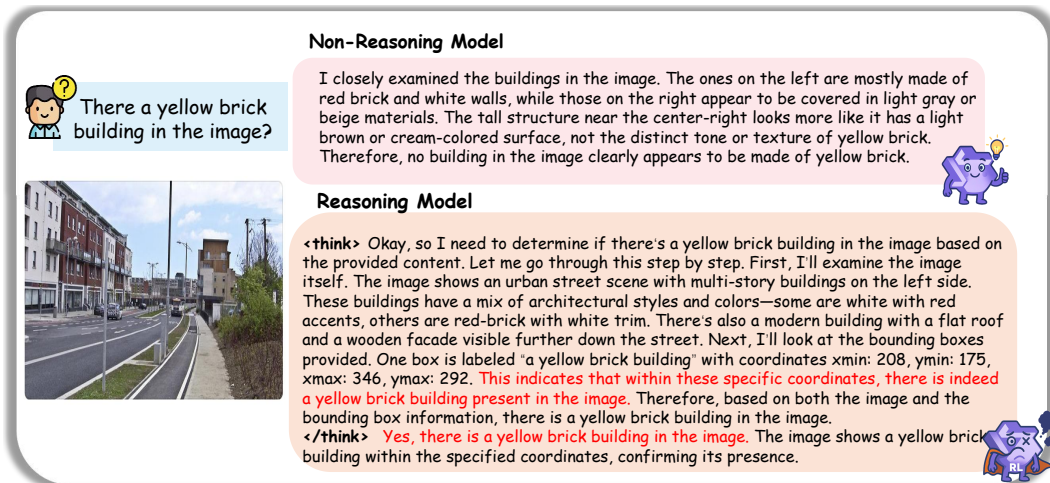 Non-Reasoning Model
There a yellow brick
building in the image?
I closely examined the buildings in the image. The ones on the left are mostly made of
red brick and white walls, while those on the right appear to be covered in light gray or
beige materials. The tall structure near the center-right looks more like it has a light
brown or cream-colored surface, not the distinct tone or texture of yellow brick.
Therefore, no building in the image clearly appears to be made of yellow brick.
Reasoning Model
<think> Okay, so I need to determine if there's a yellow brick building in the image based on
the provided content. Let me go through this step by step. First, I'll examine the image
itself. The image shows an urban street scene with multi-story buildings on the left side.
These buildings have a mix of architectural styles and colors—some are white with red
accents, others are red-brick with white trim. There's also a modern building with a flat roof
and a wooden facade visible further down the street. Next, I'll look at the bounding boxes
provided. One box is labeled “a yellow brick building” with coordinates xmin: 208, ymin: 175,
xmax: 346, ymax: 292. This indicates that within these specific coordinates, there is indeed
a yellow brick building present in the image. Therefore, based on both the image and the
bounding box information, there is a yellow brick building in the image.
</think> Yes, there is a yellow brick building in the image. The image shows a yellow brick
building within the specified coordinates, confirming its presence.
RL